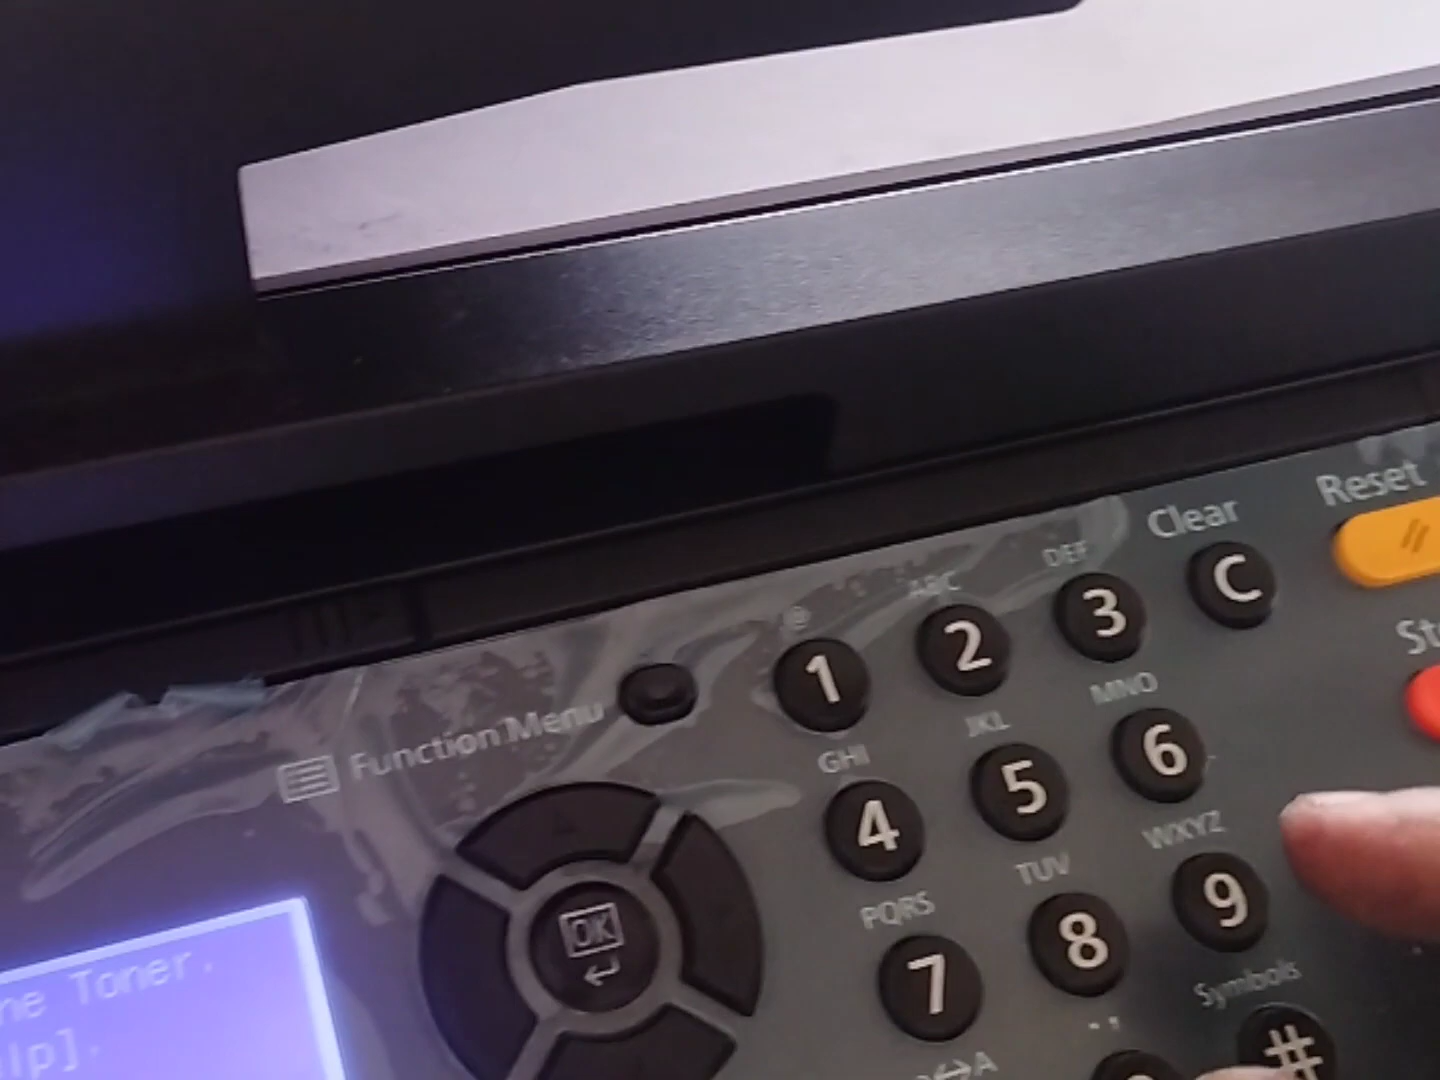 Reset
Clear
C
DEF
3
ABC
2
@
1
Function Menu
MNO
6
JKL
5
GHI
4
WXYZ
9
TUV
8
PQRS
7
OK
Symbols
#
.,
Toner.